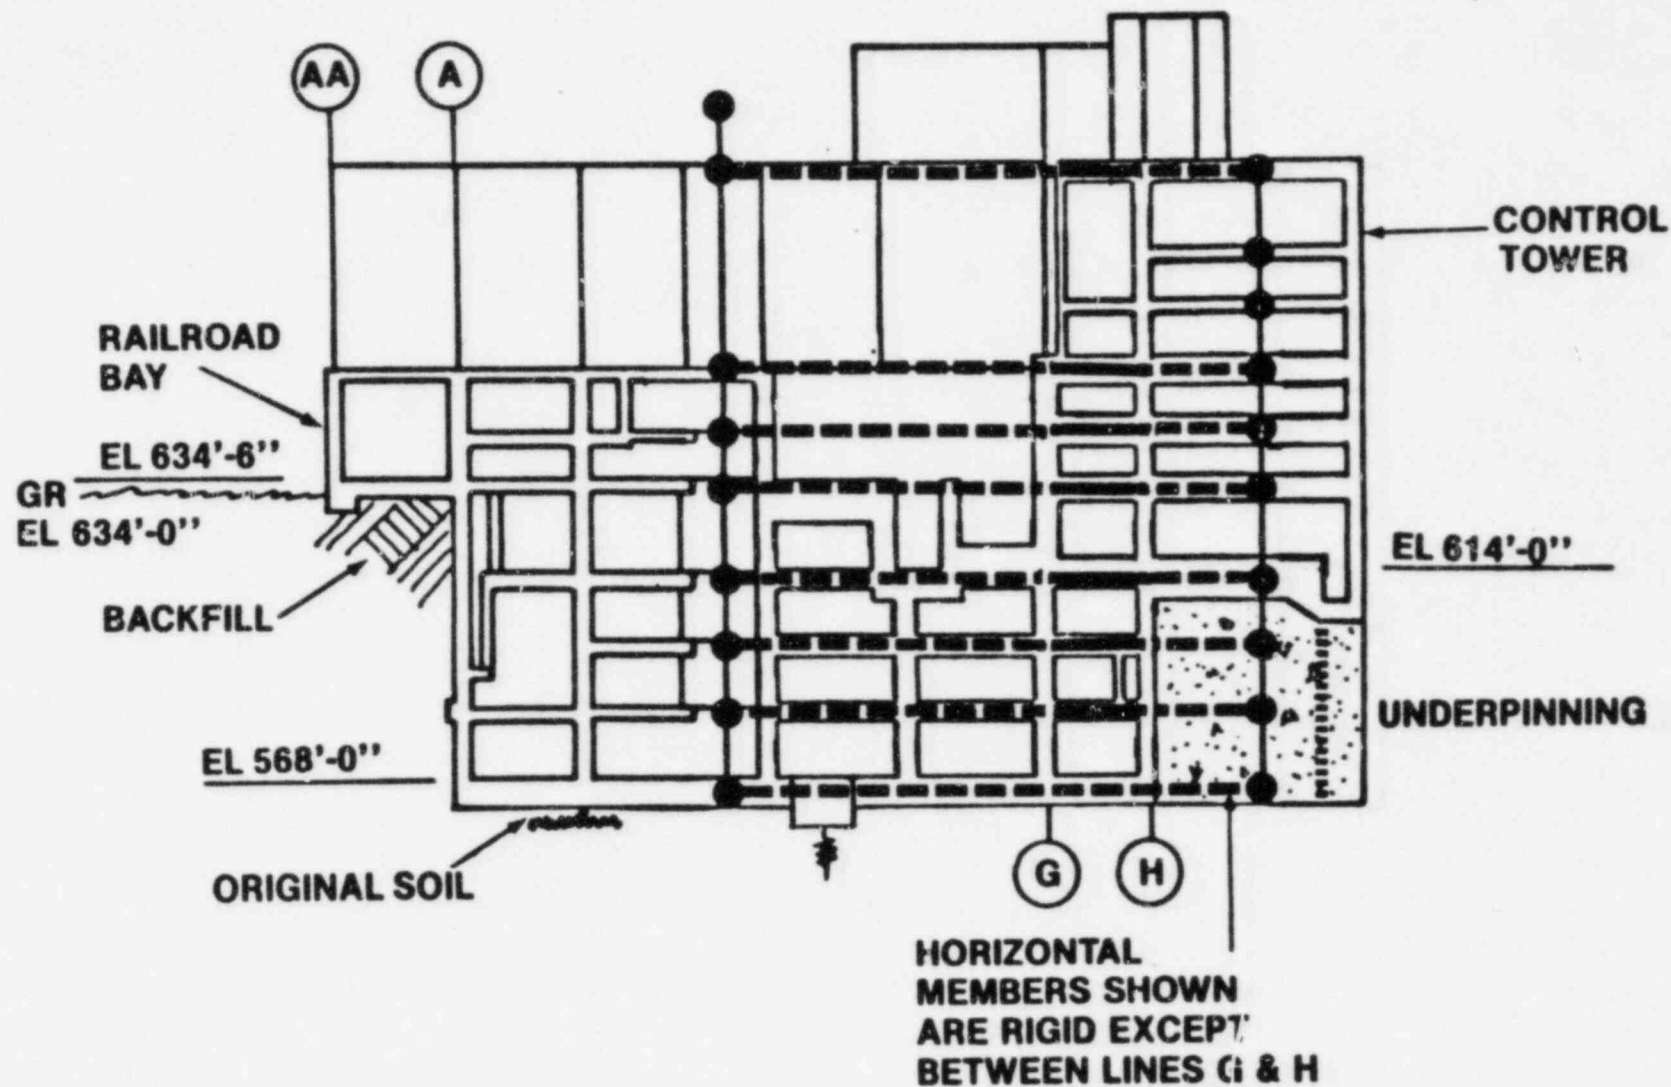 AA
A
CONTROL
TOWER
RAILROAD
BAY
EL 634'-6"
GR
EL 634'-0"
BACKFILL
EL 614'-0"
UNDERPINNING
EL 568'-0"
ORIGINAL SOIL
G
H
HORIZONTAL
MEMBERS SHOWN
ARE RIGID EXCEPT
BETWEEN LINES G & H